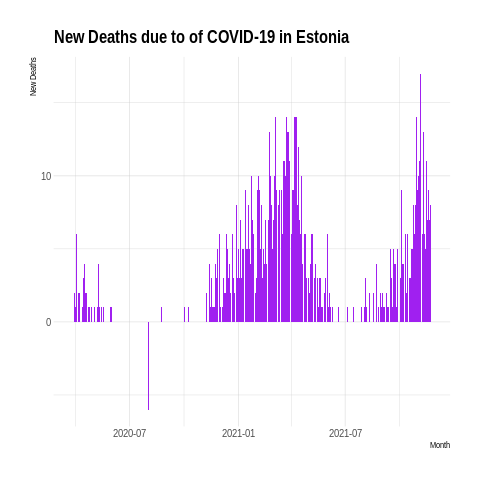 New Deaths due to of COVID-19 in Estonia
New Deaths
10
0
2020-07
2021-01
2021-07
Month